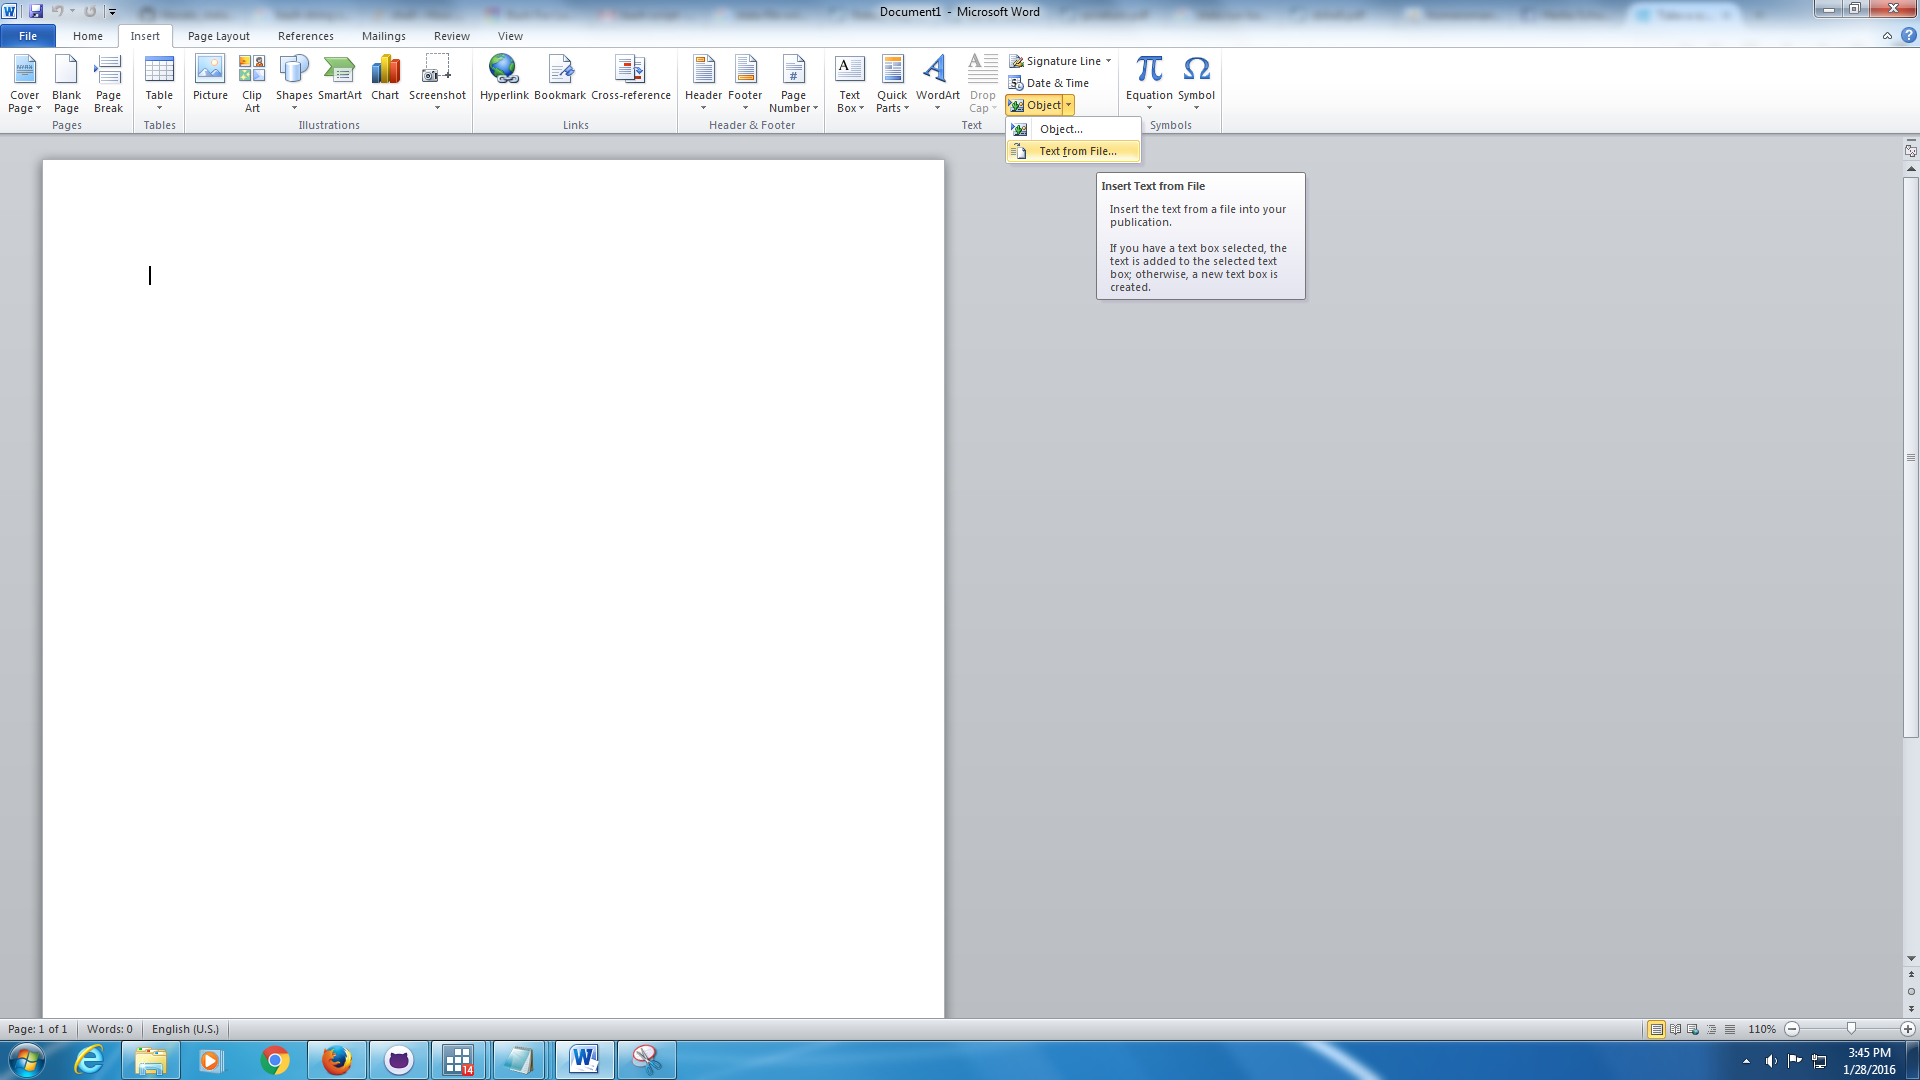 Document1 - Microsoft Word
File Home Insert Page Layout References Mailings Review View
Cover Page
Blank Page
Page Break
Pages
Table
Tables
Picture
Clip Art
Shapes
SmartArt
Chart
Screenshot
Illustrations
Hyperlink
Bookmark
Cross-reference
Links
Header
Footer
Page Number
Header & Footer
Text Box
Quick Parts
WordArt
Drop Cap
Signature Line
Date & Time
Object
Text
Equation
Symbol
Symbols
Object...
Text from File...
Insert Text from File
Insert the text from a file into your
publication.
If you have a text box selected, the
text is added to the selected text
box; otherwise, a new text box is
created.
Page: 1 of 1
Words: 0
English (U.S.)
110%
14
3:45 PM
1/28/2016